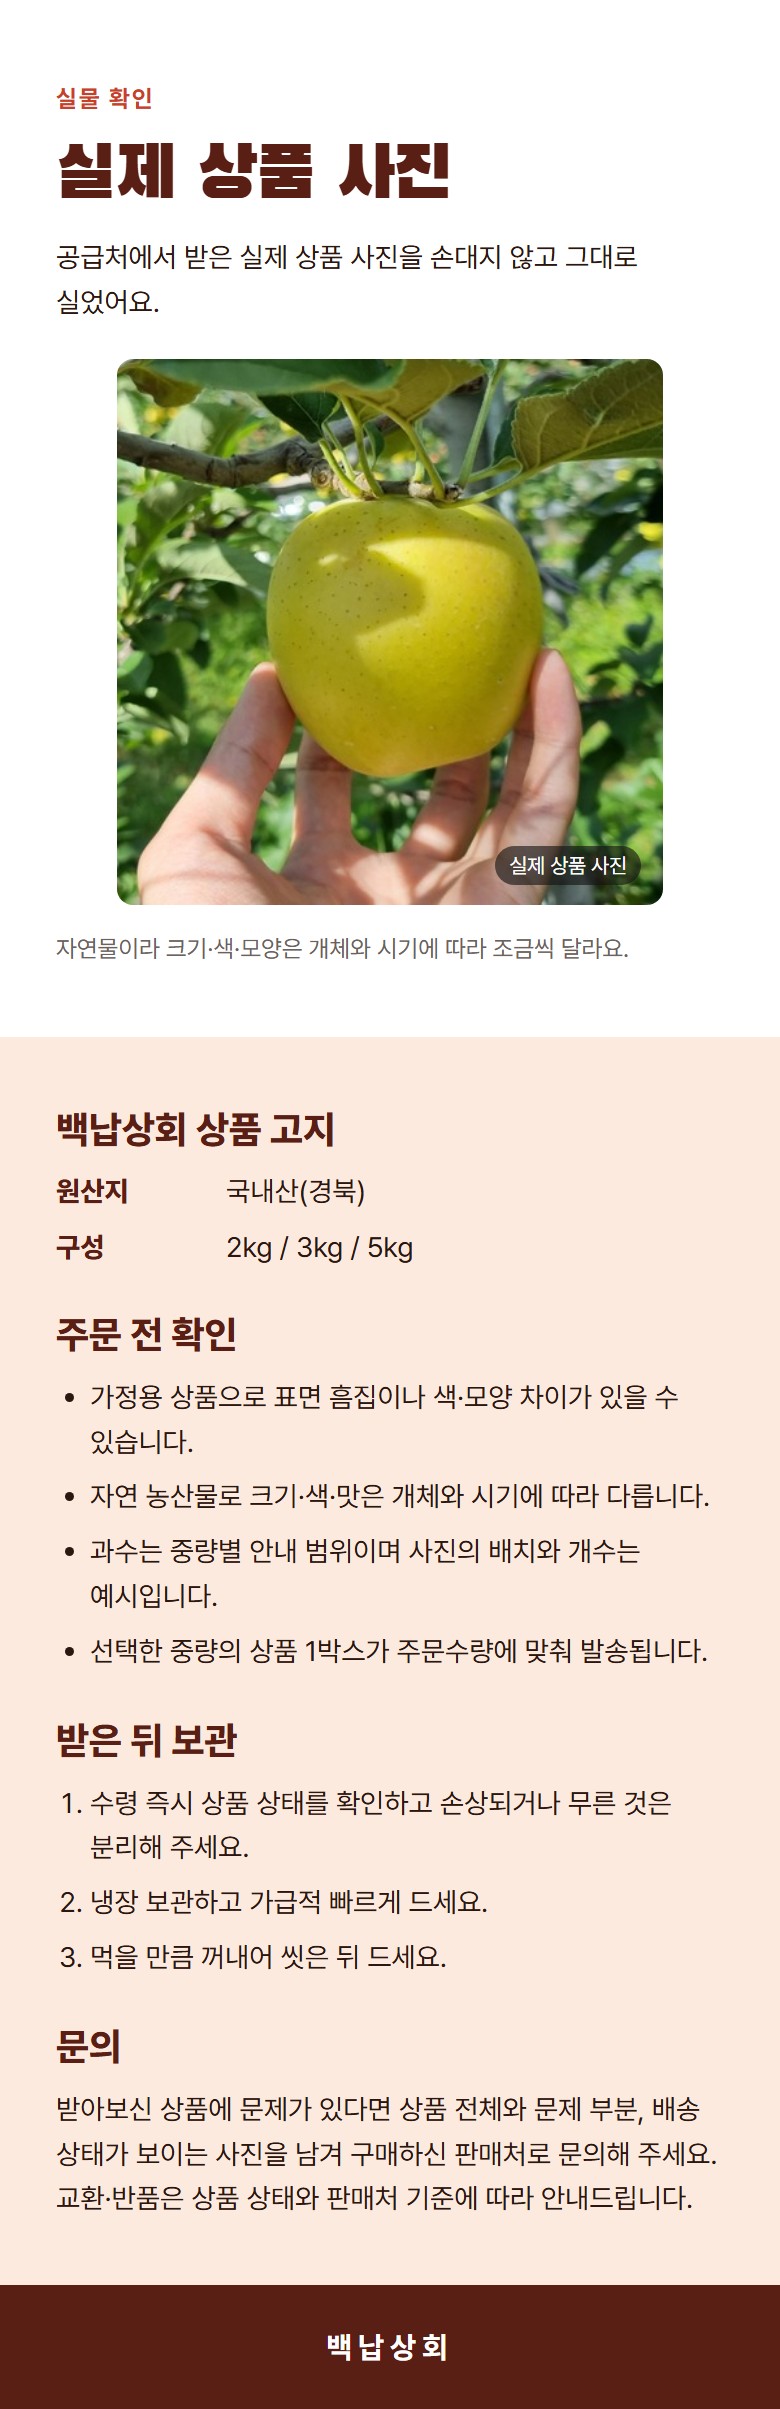 실물 확인
실제 상품 사진
공급처에서 받은 실제 상품 사진을 손대지 않고 그대로
실었어요.
실제 상품 사진
자연물이라 크기·색·모양은 개체와 시기에 따라 조금씩 달라요.
백납상회 상품 고지
원산지 국내산(경북)
구성 2kg / 3kg / 5kg
주문 전 확인
• 가정용 상품으로 표면 흠집이나 색·모양 차이가 있을 수
있습니다.
• 자연 농산물로 크기·색·맛은 개체와 시기에 따라 다릅니다.
• 과수는 중량별 안내 범위이며 사진의 배치와 개수는
예시입니다.
• 선택한 중량의 상품 1박스가 주문수량에 맞춰 발송됩니다.
받은 뒤 보관
1. 수령 즉시 상품 상태를 확인하고 손상되거나 무른 것은
분리해 주세요.
2. 냉장 보관하고 가급적 빠르게 드세요.
3. 먹을 만큼 꺼내어 씻은 뒤 드세요.
문의
받아보신 상품에 문제가 있다면 상품 전체와 문제 부분, 배송
상태가 보이는 사진을 남겨 구매하신 판매처로 문의해 주세요.
교환·반품은 상품 상태와 판매처 기준에 따라 안내드립니다.
백납상회